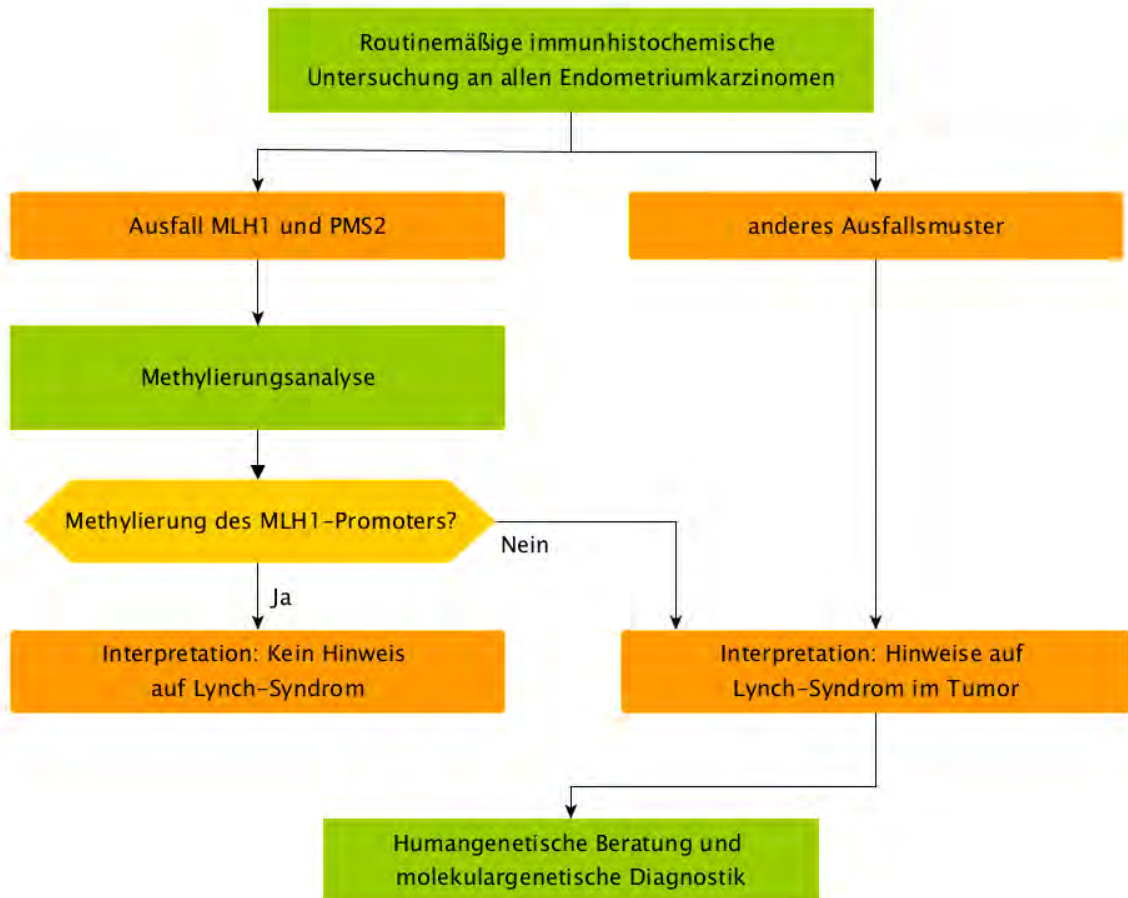 Routinemäßige immunhistochemische
Untersuchung an allen Endometriumkarzinomen
Ausfall MLH1 und PMS2
anderes Ausfallsmuster
Methylierungsanalyse
Methylierung des MLH1-Promoters?
Nein
Ja
Interpretation: Kein Hinweis
auf Lynch-Syndrom
Interpretation: Hinweise auf
Lynch-Syndrom im Tumor
Humangenetische Beratung und
molekulargenetische Diagnostik